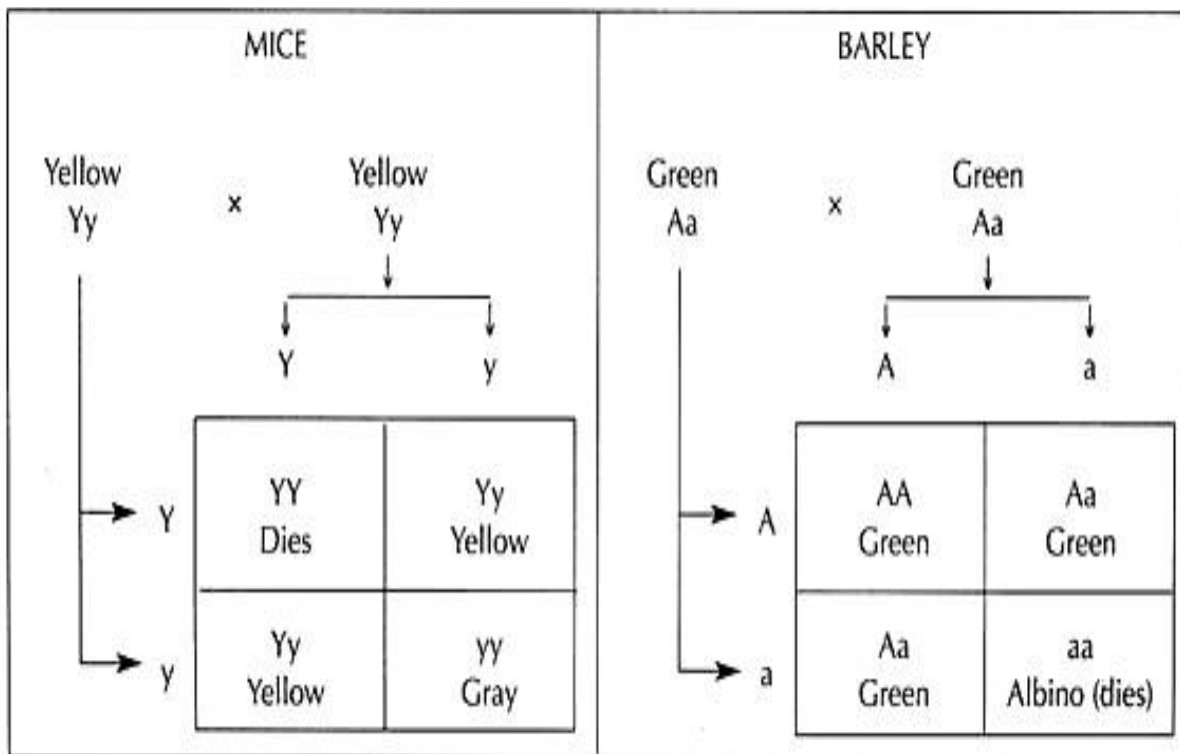 MICE
Yellow
Yy
x
Yellow
Yy
Y
y
Y
YY
Dies
Yy
Yellow
y
Yy
Yellow
yy
Gray
BARLEY
Green
Aa
x
Green
Aa
A
a
A
AA
Green
Aa
Green
a
Aa
Green
aa
Albino (dies)